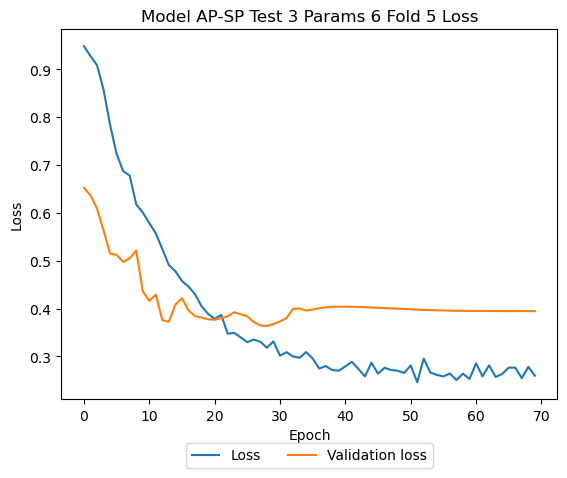 Model AP-SP Test 3 Params 6 Fold 5 Loss
0.9
0.8
0.7
0.6
0.5
0.4
0.3
Loss
0 10 20 30 40 50 60 70
Epoch
Loss Validation loss